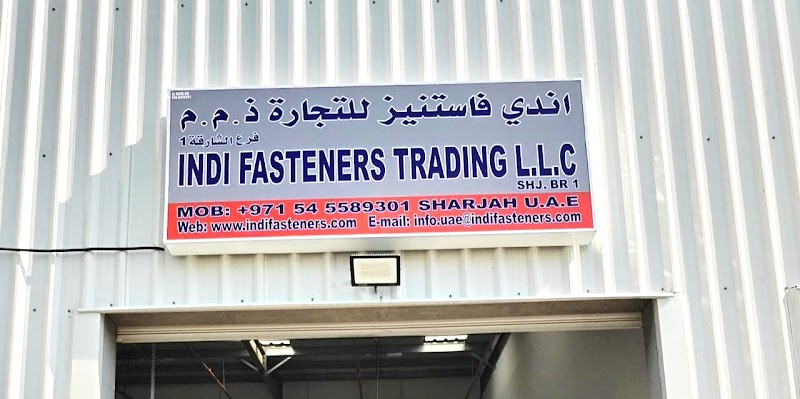 اندي فاستنيز للتجارة ذ.م.م
فرع الشارقة 1
INDI FASTENERS TRADING L.L.C
SHJ. BR 1
MOB: +971 54 5589301 SHARJAH U.A.E
Web: www.indifasteners.com E-mail: info.uae@indifasteners.com